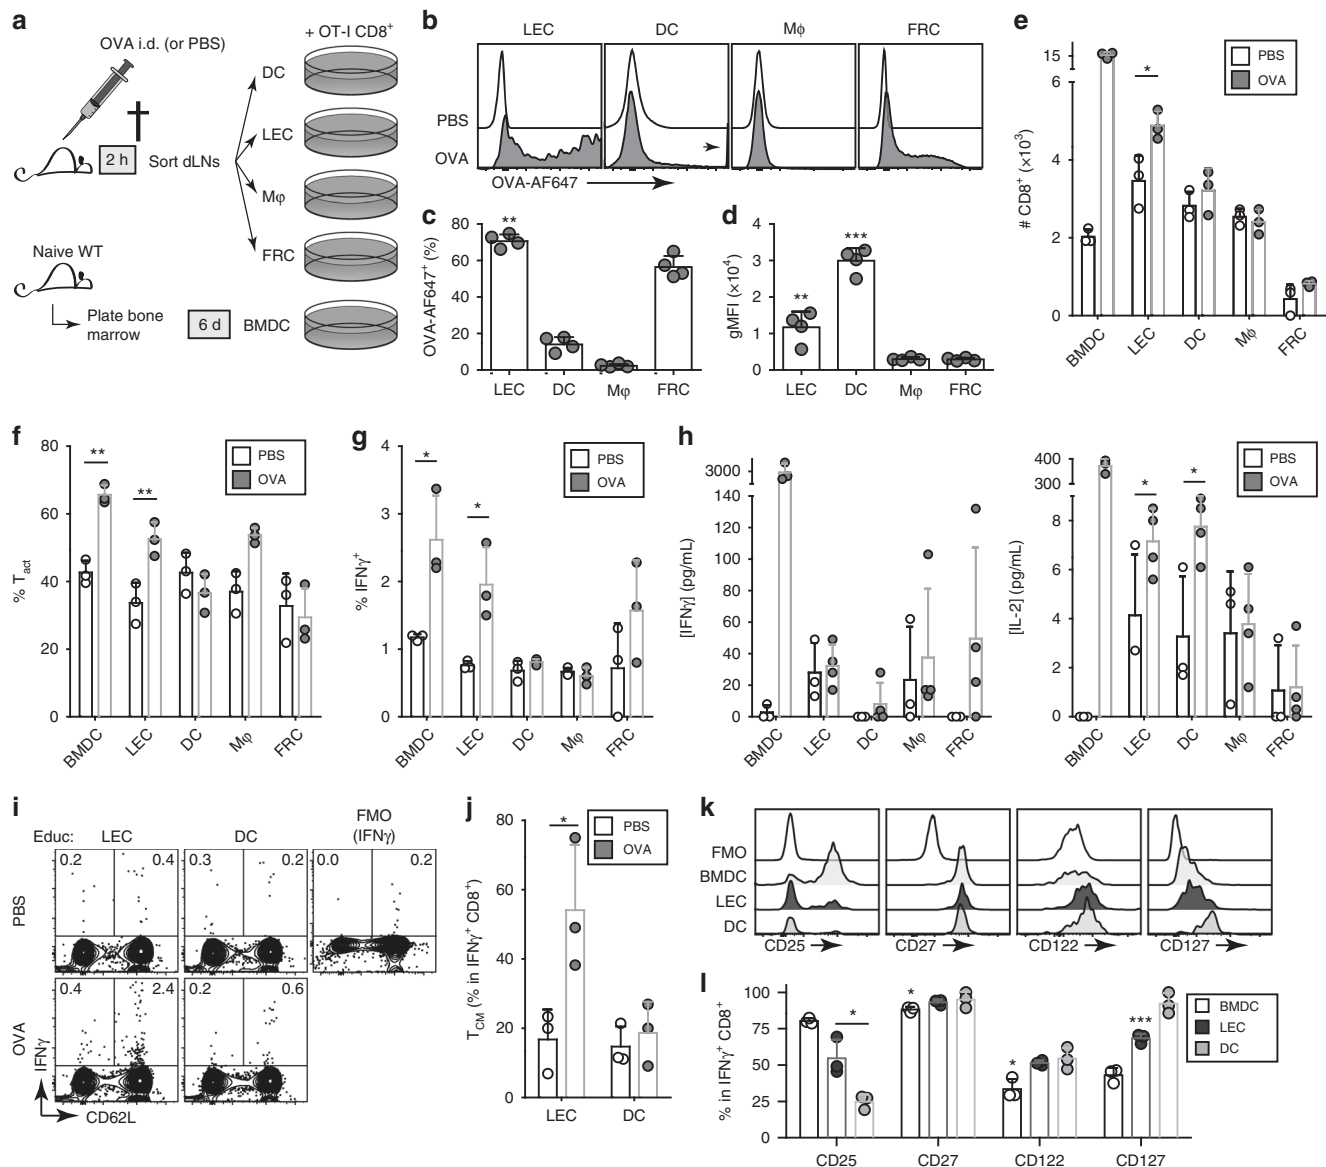 a
OVA i.d. (or PBS)
2 h
Sort dLNs
+ OT-I CD8⁺
DC
LEC
Mφ
FRC
Naive WT
Plate bone
marrow
6 d
BMDC
b
LEC DC Mϕ FRC
PBS
OVA
OVA-AF647
c
OVA-AF647⁺ (%)
80
60
40
20
0
**
LEC DC Mφ FRC
d
gMFI (×10⁴)
4
3
2
1
0
** ***
LEC DC Mφ FRC
e
# CD8⁺ (×10³)
15
6
4
2
0
*
PBS
OVA
BMDC LEC DC Mφ FRC
f
% Tact
80
60
40
20
0
** **
PBS
OVA
BMDC LEC DC Mφ FRC
g
% IFNγ⁺
4
3
2
1
0
* *
PBS
OVA
BMDC LEC DC Mφ FRC
h
[IFNγ] (pg/mL)
3000
140
120
100
80
60
40
20
0
BMDC LEC DC Mφ FRC
[IL-2] (pg/mL)
400
300
8
6
4
2
0
* *
PBS
OVA
BMDC LEC DC Mφ FRC
i
Educ: LEC DC FMO
(IFNγ)
PBS
0.2 0.4 0.3 0.2 0.0 0.2
OVA
0.4 2.4 0.2 0.6
IFNγ
CD62L
j
TCM (% in IFNγ⁺ CD8⁺)
80
60
40
20
0
*
PBS
OVA
LEC DC
k
FMO
BMDC
LEC
DC
CD25 CD27 CD122 CD127
l
% in IFNγ⁺ CD8⁺
100
75
50
25
0
* * * ***
BMDC
LEC
DC
CD25 CD27 CD122 CD127